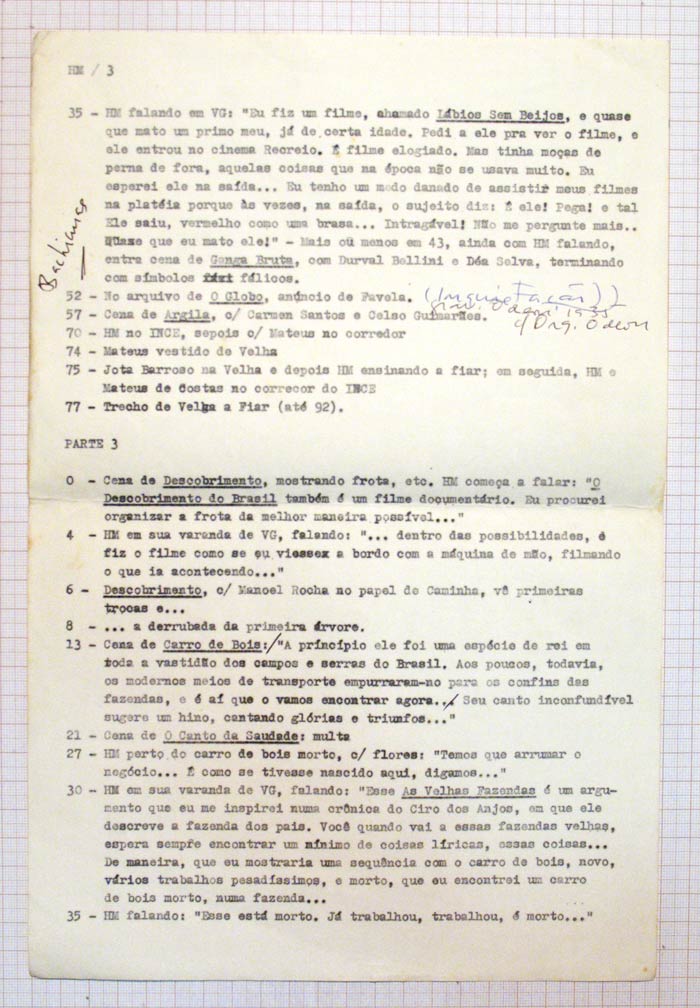 HM / 3
35 - HM falando em VG: "Eu fiz um filme, chamado Lábios Sem Beijos, e quase
que mato um primo meu, já de certa idade. Pedi a ele pra ver o filme, e
ele entrou no cinema Recreio. É filme elogiado. Mas tinha moças de
perna de fora, aquelas coisas que na época não se usava muito. Eu
esperei ele na saída... Eu tenho um modo danado de assistir meus filmes
na platéia porque às vezes, na saída, o sujeito diz: É ele! Pega! e tal
Ele saiu, vermelho como uma brasa... Intragável! Não me pergunte mais..
Quase que eu mato ele!" - Mais ou menos em 43, ainda com HM falando,
entra cena de Ganga Bruta, com Durval Bellini e Déa Selva, terminando
com símbolos fálicos.
Bachianas
52 - No arquivo de O Globo, anúncio de Favela.
57 - Cena de Argila, c/ Carmen Santos e Celso Guimarães.
1935
c/ Org. Odeon
70 - HM no INCE, sepois c/ Mateus no corredor
74 - Mateus vestido de Velha
75 - Jota Barroso na Velha e depois HM ensinando a fiar; em seguida, HM e
Mateus de costas no correcor do INCE
77 - Trecho de Velha a Fiar (até 92).
PARTE 3
0 - Cena de Descobrimento, mostrando frota, etc. HM começa a falar: "O
Descobrimento do Brasil também é um filme documentário. Eu procurei
organizar a frota da melhor maneira possível..."
4 - HM em sua varanda de VG, falando: "... dentro das possibilidades, é
fiz o filme como se eu viessex a bordo com a máquina de mão, filmando
o que ia acontecendo..."
6 - Descobrimento, c/ Manoel Rocha no papel de Caminha, vê primeiras
trocas e...
8 - ... a derrubada da primeira árvore.
13 - Cena de Carro de Bois:/"A princípio ele foi uma espécie de rei em
toda a vastidão dos campos e serras do Brasil. Aos poucos, todavia,
os modernos meios de transporte empurraram-no para os confins das
fazendas, e é aí que o vamos encontrar agora../ Seu canto inconfundível
sugere um hino, cantando glórias e triunfos..."
21 - Cena de O Canto da Saudade: multa
27 - HM perto do carro de bois morto, c/ flores: "Temos que arrumar o
negócio... É como se tivesse nascido aqui, digamos..."
30 - HM em sua varanda de VG, falando: "Esse As Velhas Fazendas é um argu-
mento que eu me inspirei numa crônica do Ciro dos Anjos, em que ele
descreve a fazenda dos pais. Você quando vai a essas fazendas velhas,
espera sempre encontrar um mínimo de coisas líricas, essas coisas...
De maneira, que eu mostraria uma sequência com o carro de bois, novo,
vários trabalhos pesadíssimos, e morto, que eu encontrei um carro
de bois morto, numa fazenda...
35 - HM falando: "Esse está morto. Já trabalhou, trabalhou, é morto..."